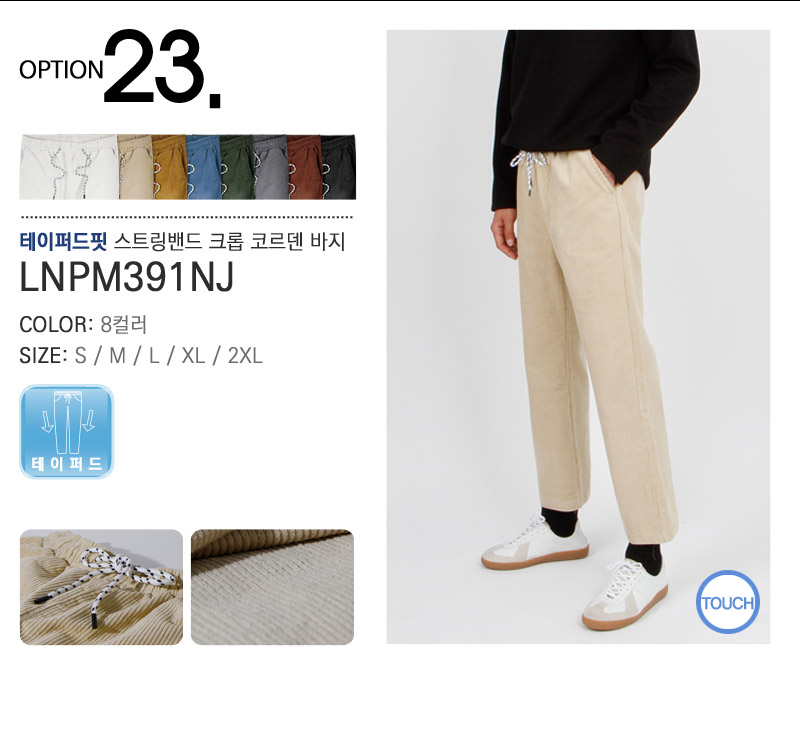 OPTION 23.
테이퍼드핏 스트링밴드 크롭 코르덴 바지
LNPM391NJ
COLOR: 8컬러
SIZE: S / M / L / XL / 2XL
테이퍼드
TOUCH